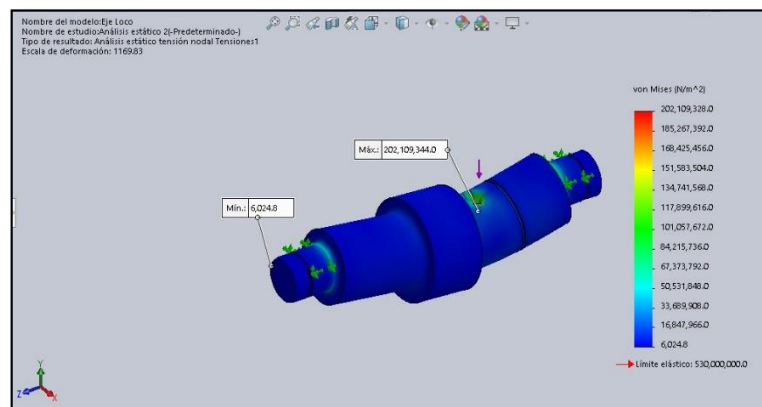 Nombre del modelo:Eje Loco
Nombre de estudio:Análisis estático 2(-Predeterminado-)
Tipo de resultado: Análisis estático tensión nodal Tensiones1
Escala de deformación: 1169.83
von Mises (N/m^2)
202,109,328.0
185,267,392.0
168,425,456.0
151,583,504.0
134,741,568.0
117,899,616.0
101,057,672.0
84,215,736.0
67,373,792.0
50,531,848.0
33,689,908.0
16,847,966.0
6,024.8
Límite elástico: 530,000,000.0
Máx.: 202,109,344.0
Mín.: 6,024.8
Y
Z
X